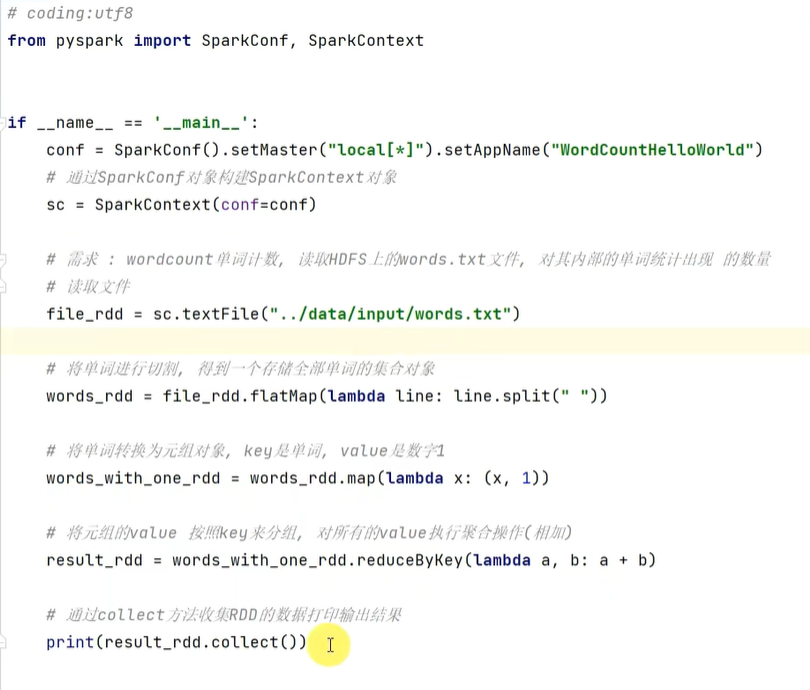 # coding:utf8
from pyspark import SparkConf, SparkContext
if __name__ == '__main__':
conf = SparkConf().setMaster("local[*]").setAppName("WordCountHelloWorld")
# 通过SparkConf对象构建SparkContext对象
sc = SparkContext(conf=conf)
# 需求 : wordcount单词计数, 读取HDFS上的words.txt文件, 对其内部的单词统计出现 的数量
# 读取文件
file_rdd = sc.textFile("../data/input/words.txt")
# 将单词进行切割, 得到一个存储全部单词的集合对象
words_rdd = file_rdd.flatMap(lambda line: line.split(" "))
# 将单词转换为元组对象, key是单词, value是数字1
words_with_one_rdd = words_rdd.map(lambda x: (x, 1))
# 将元组的value 按照key来分组, 对所有的value执行聚合操作(相加)
result_rdd = words_with_one_rdd.reduceByKey(lambda a, b: a + b)
# 通过collect方法收集RDD的数据打印输出结果
print(result_rdd.collect())